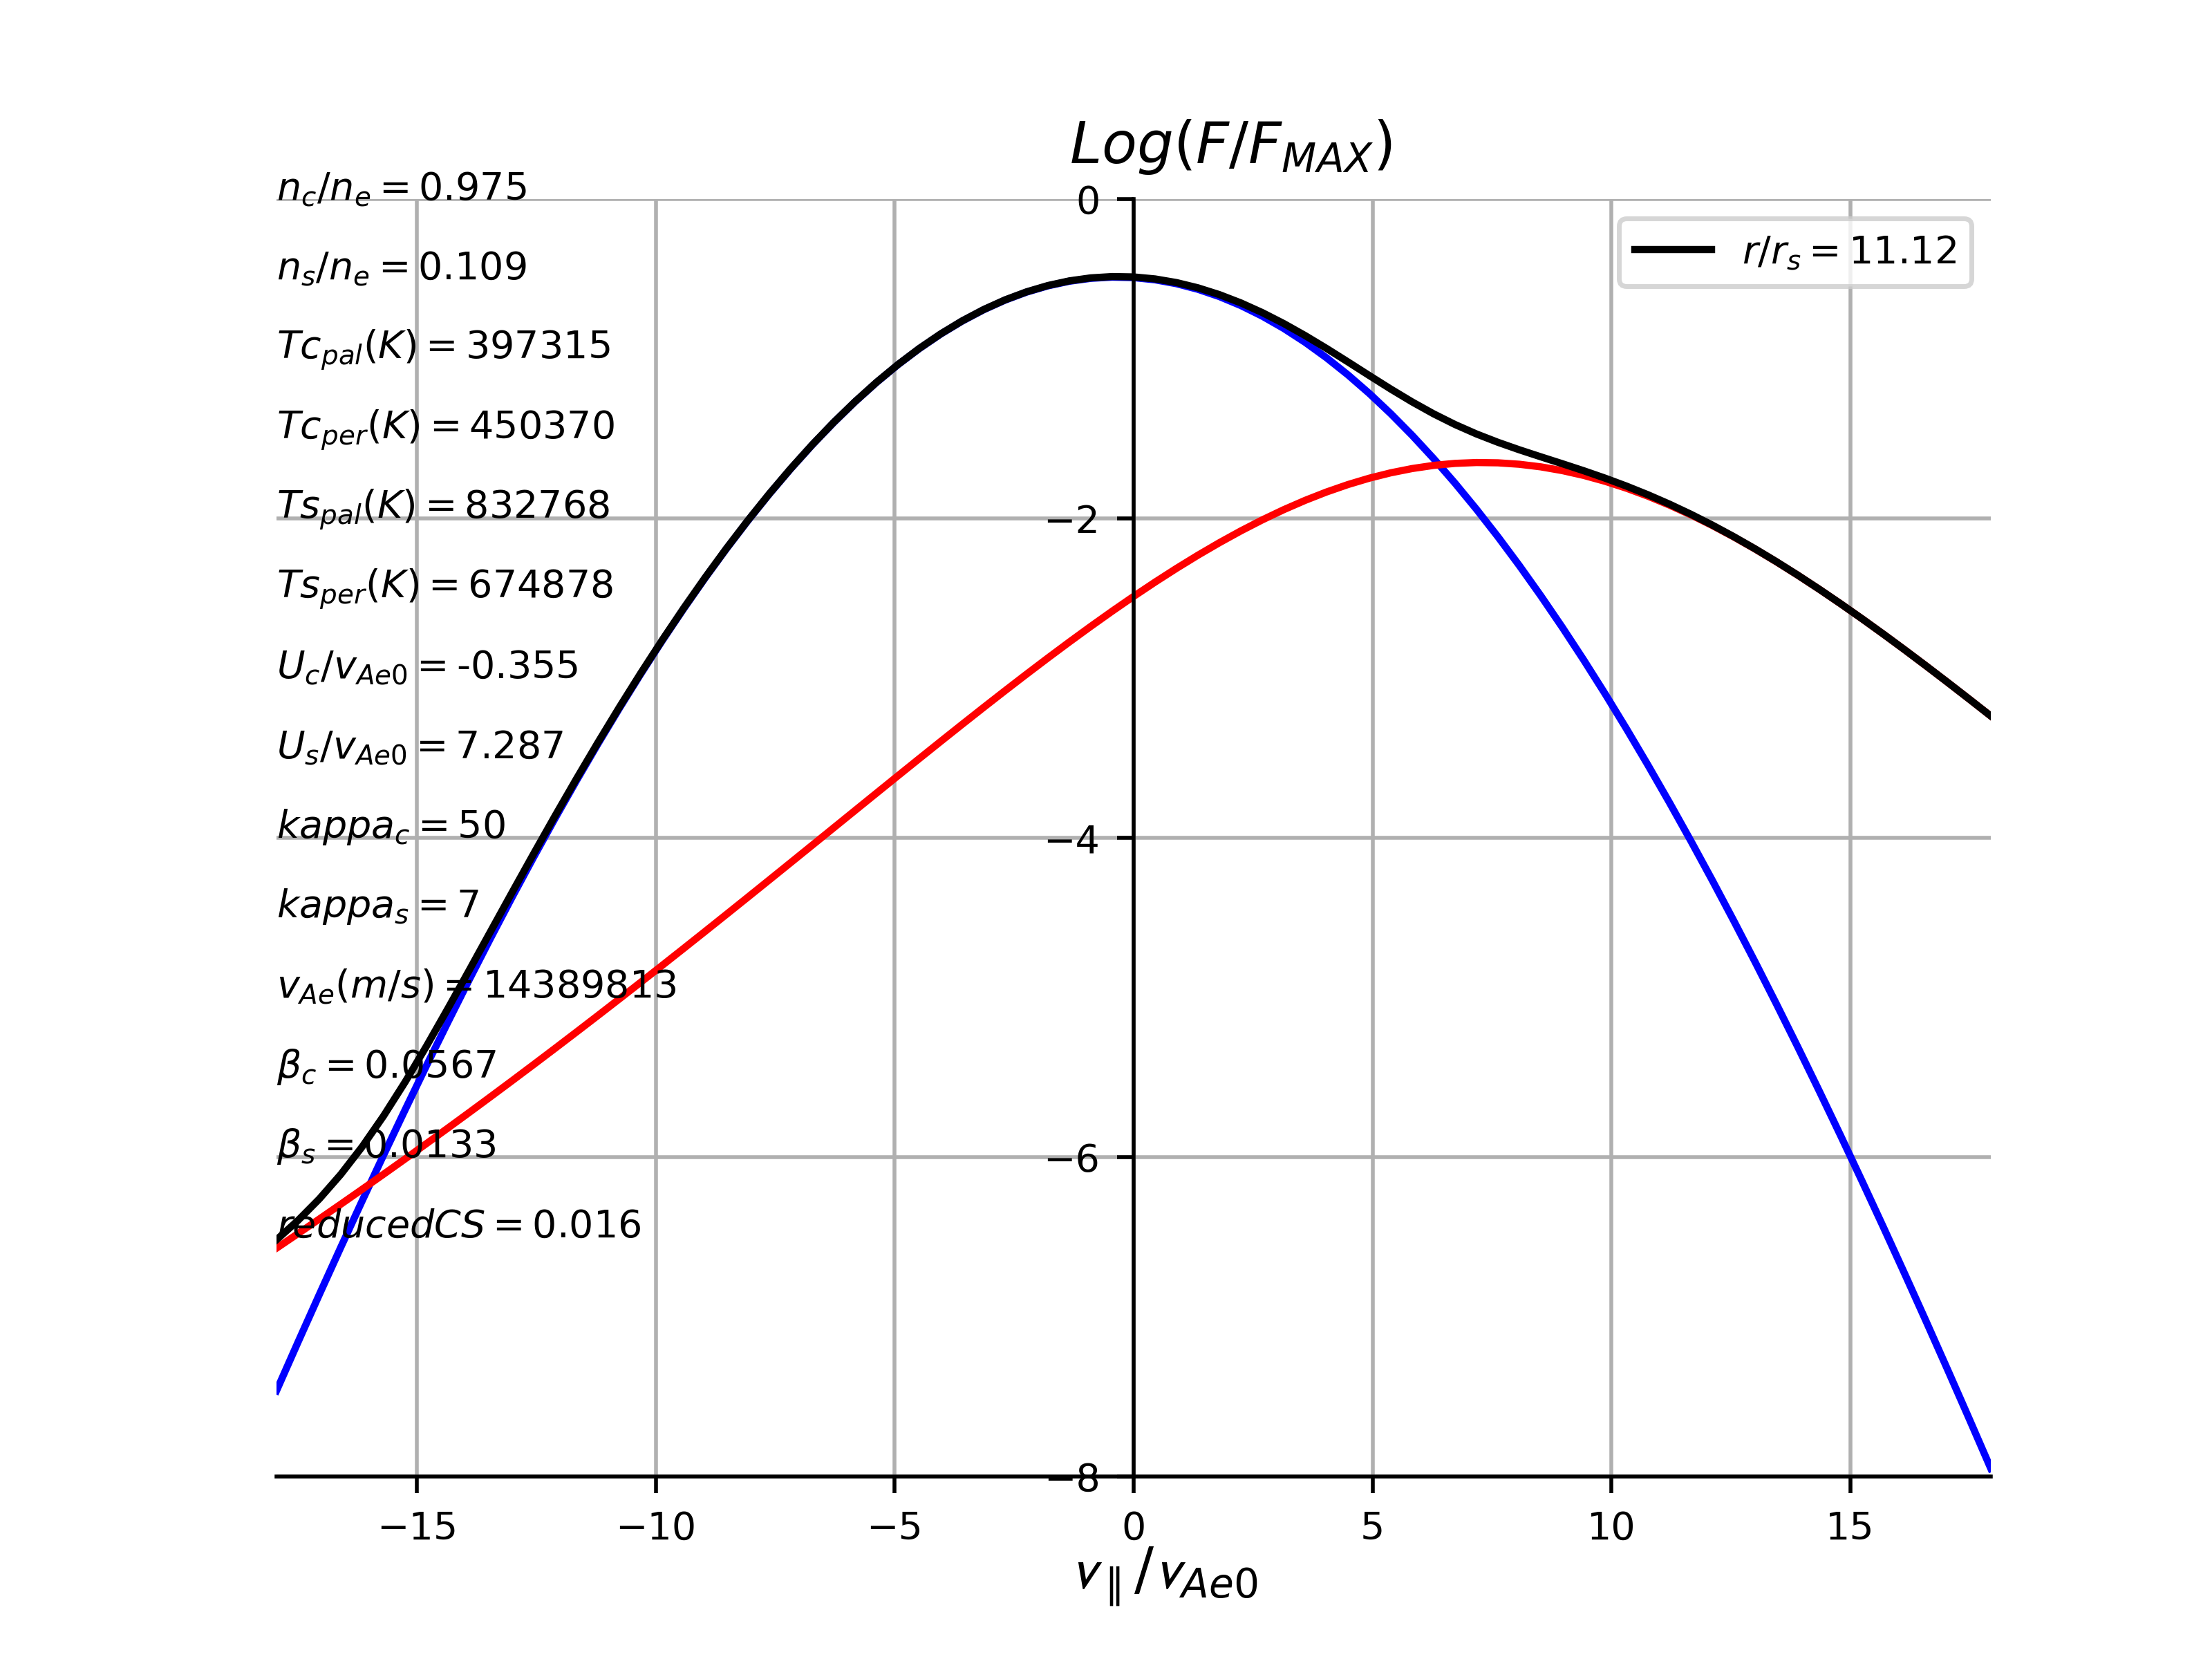 Log(F/F_MAX)
n_c/n_e = 0.975
0
r/r_s = 11.12
n_s/n_e = 0.109
Tc_pal(K) = 397315
Tc_per(K) = 450370
Ts_pal(K) = 832768
−2
Ts_per(K) = 674878
U_c/v_Ae0 = -0.355
U_s/v_Ae0 = 7.287
kappa_c = 50
−4
kappa_s = 7
v_Ae(m/s) = 14389813
β_c = 0.0567
β_s = 0.0133
−6
reducedCS = 0.016
−8
−15 −10 −5 0 5 10 15
v_∥/v_Ae0